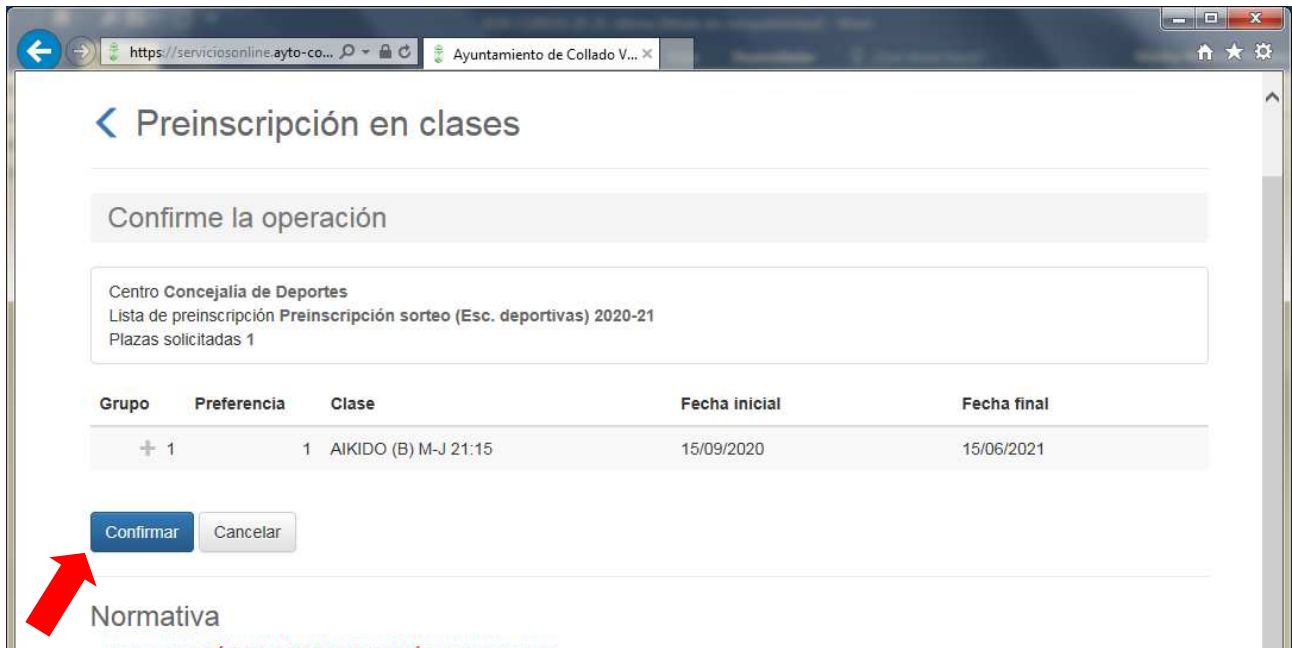 https://serviciosonline.ayto-co...
Ayuntamiento de Collado V...
Preinscripción en clases
Confirme la operación
Centro Concejalía de Deportes
Lista de preinscripción Preinscripción sorteo (Esc. deportivas) 2020-21
Plazas solicitadas 1
Grupo Preferencia Clase Fecha inicial Fecha final
1 1 AIKIDO (B) M-J 21:15 15/09/2020 15/06/2021
Confirmar Cancelar
Normativa